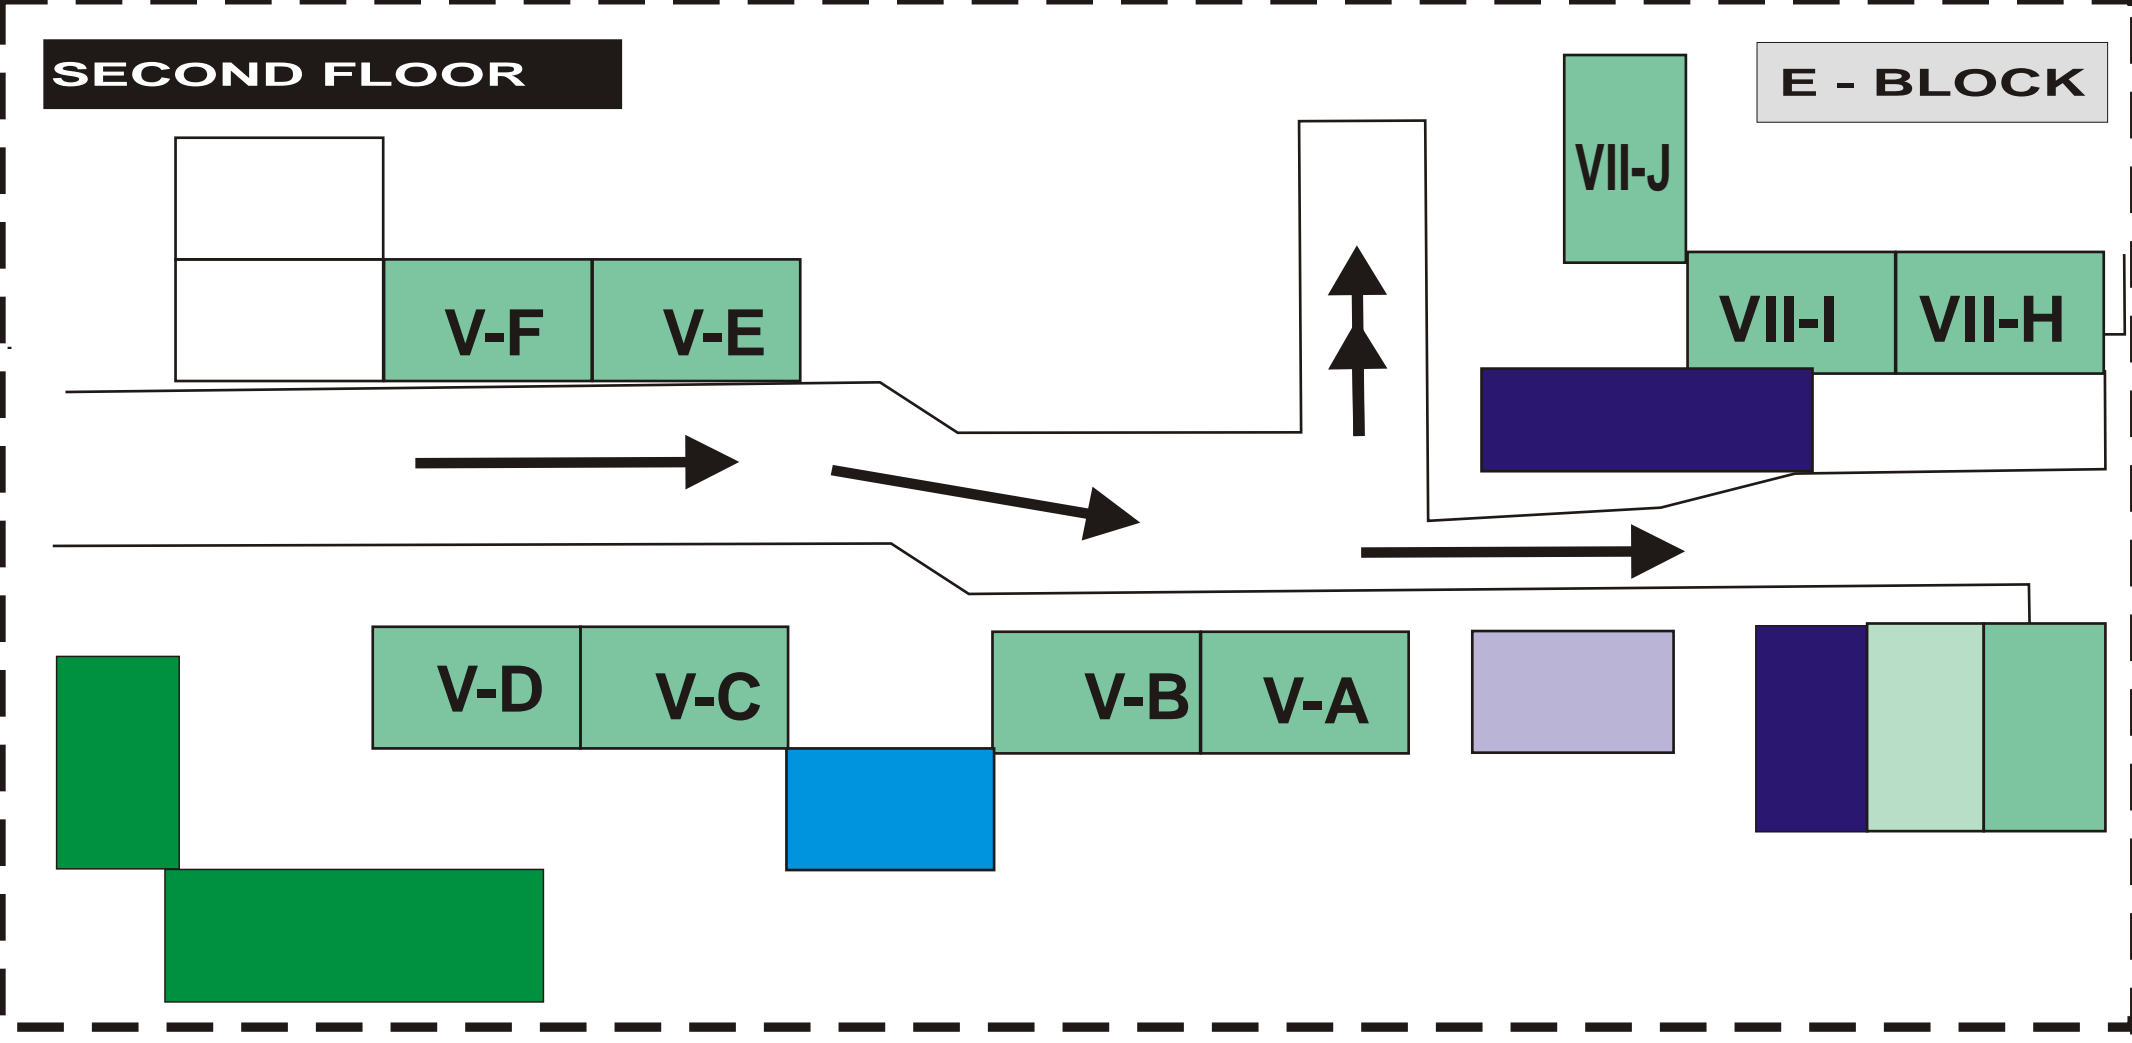 SECOND FLOOR
E - BLOCK
VII-J
V-F
V-E
VII-I
VII-H
V-D
V-C
V-B
V-A